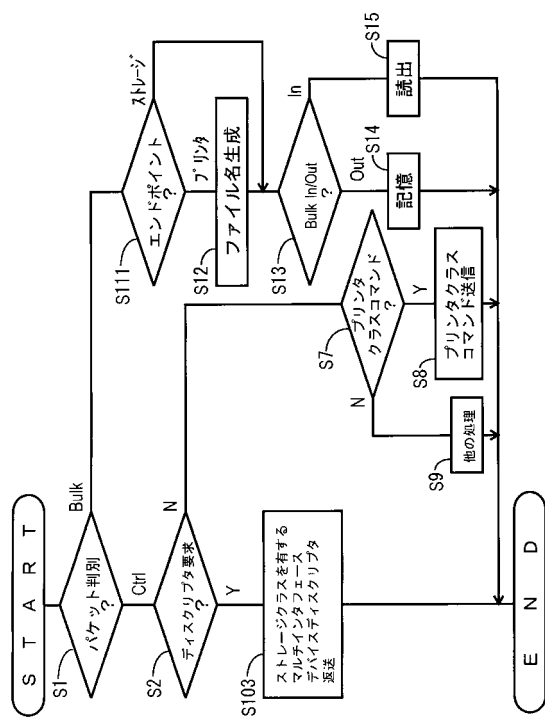 START
S1
パケット判別
?
Bulk
Ctrl
S2
ディスクリプタ要求
?
N
Y
S103
ストレージクラスを有する
マルチインタフェース
デバイスディスクリプタ
返送
S111
エンドポイント
?
ストレージ
プリンタ
S12
ファイル名生成
S13
Bulk In/Out
?
In
Out
S14
記憶
S15
読出
S7
プリンタ
クラスコマンド
?
N
Y
S8
プリンタクラス
コマンド送信
S9
他の処理
END